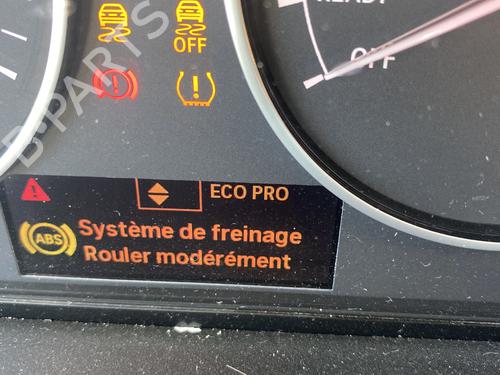 READY
OFF
OFF
ECO PRO
ABS
Système de freinage
Rouler modérément
B-PARTS